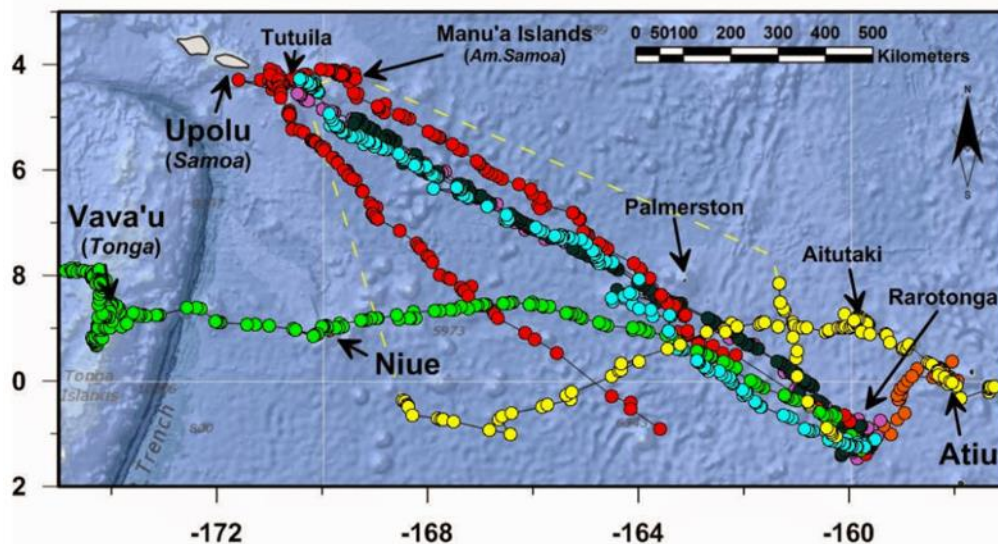 4
6
8
0
2
Tutuila
Manu'a Islands
(Am.Samoa)
0 50100 200 300 400 500
Kilometers
N
S
Upolu
(Samoa)
Vava'u
(Tonga)
Palmerston
Aitutaki
Rarotonga
5973
Niue
Tonga
Islands
Trench
Atiu
-172
-168
-164
-160